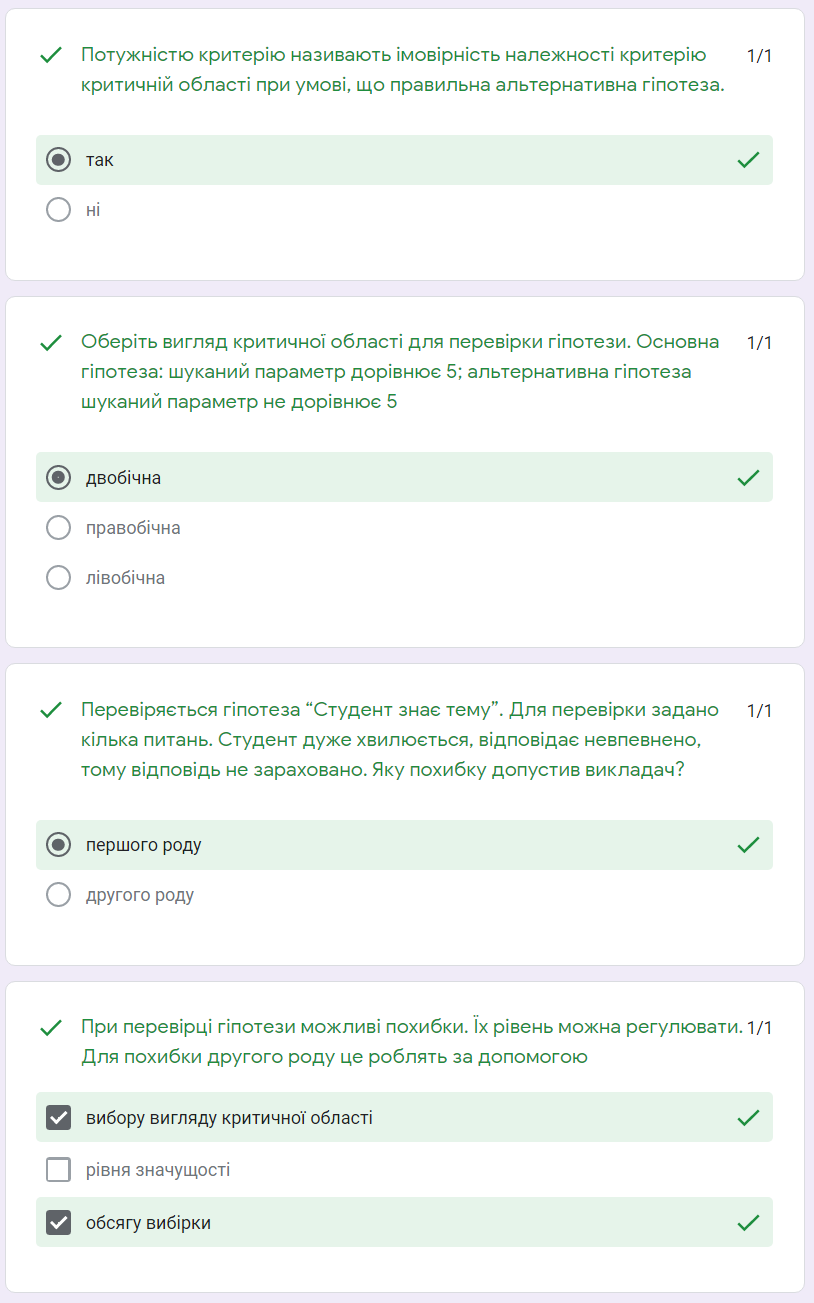 Потужністю критерію називають імовірність належності критерію 1/1
критичній області при умові, що правильна альтернативна гіпотеза.
так
ні
Оберіть вигляд критичної області для перевірки гіпотези. Основна 1/1
гіпотеза: шуканий параметр дорівнює 5; альтернативна гіпотеза
шуканий параметр не дорівнює 5
двобічна
правобічна
лівобічна
Перевіряється гіпотеза “Студент знає тему”. Для перевірки задано 1/1
кілька питань. Студент дуже хвилюється, відповідає невпевнено,
тому відповідь не зараховано. Яку похибку допустив викладач?
першого роду
другого роду
При перевірці гіпотези можливі похибки. Їх рівень можна регулювати. 1/1
Для похибки другого роду це роблять за допомогою
вибору вигляду критичної області
рівня значущості
обсягу вибірки